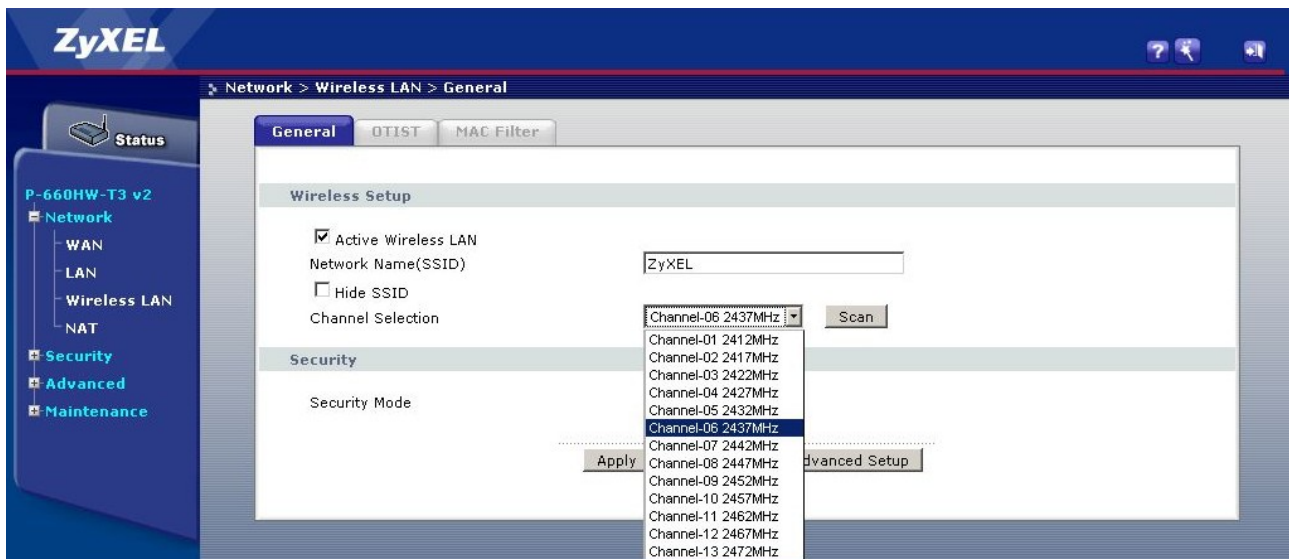 ZyXEL
?
Network > Wireless LAN > General
Status
General OTIST MAC Filter
P-660HW-T3 v2
Network
WAN
LAN
Wireless LAN
NAT
Security
Advanced
Maintenance
Wireless Setup
Active Wireless LAN
Network Name(SSID) ZyXEL
Hide SSID
Channel Selection Channel-06 2437MHz Scan
Channel-01 2412MHz
Channel-02 2417MHz
Channel-03 2422MHz
Channel-04 2427MHz
Channel-05 2432MHz
Channel-06 2437MHz
Channel-07 2442MHz
Channel-08 2447MHz
Channel-09 2452MHz
Channel-10 2457MHz
Channel-11 2462MHz
Channel-12 2467MHz
Channel-13 2472MHz
Security
Security Mode
Apply dvanced Setup